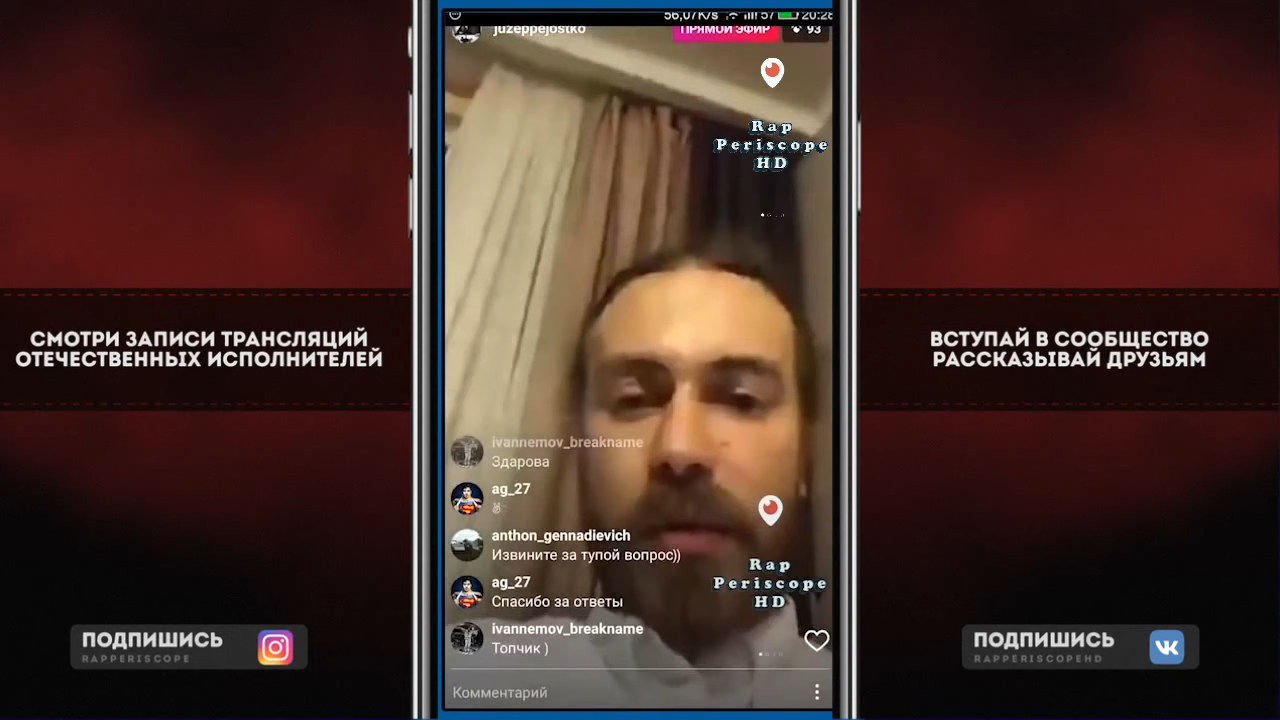 56,07K/s 57 20:28
juzeppejostko ПРЯМОЙ ЭФИР 93
Rap
Periscope
HD
СМОТРИ ЗАПИСИ ТРАНСЛЯЦИЙ
ОТЕЧЕСТВЕННЫХ ИСПОЛНИТЕЛЕЙ
ВСТУПАЙ В СООБЩЕСТВО
РАССКАЗЫВАЙ ДРУЗЬЯМ
ivannemov_breakname
Здарова
ag_27
✌
anthon_gennadievich
Извините за тупой вопрос))
ag_27
Спасибо за ответы
ivannemov_breakname
Топчик )
Rap
Periscope
HD
Комментарий
ПОДПИШИСЬ
RAPPERISCOPE
ПОДПИШИСЬ
RAPPERISCOPEHD